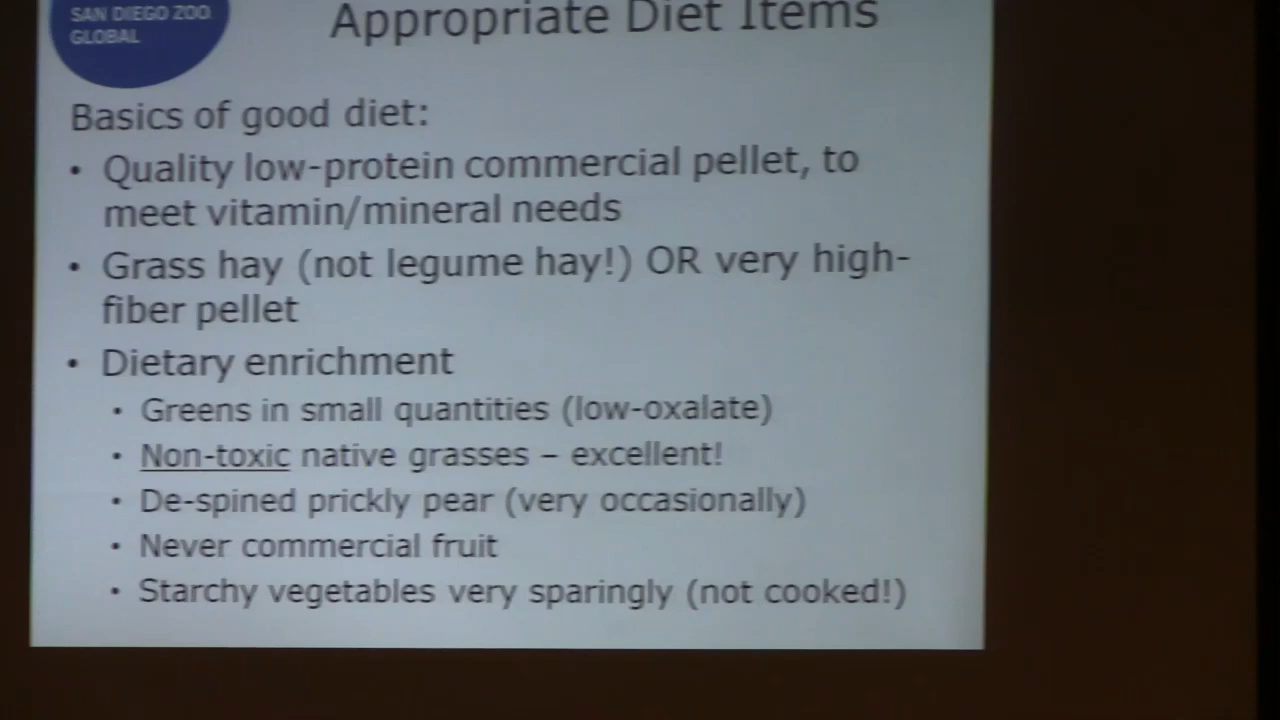 SAN DIEGO ZOO
GLOBAL
Appropriate Diet Items
Basics of good diet:
• Quality low-protein commercial pellet, to
meet vitamin/mineral needs
• Grass hay (not legume hay!) OR very high-
fiber pellet
• Dietary enrichment
• Greens in small quantities (low-oxalate)
• Non-toxic native grasses – excellent!
• De-spined prickly pear (very occasionally)
• Never commercial fruit
• Starchy vegetables very sparingly (not cooked!)